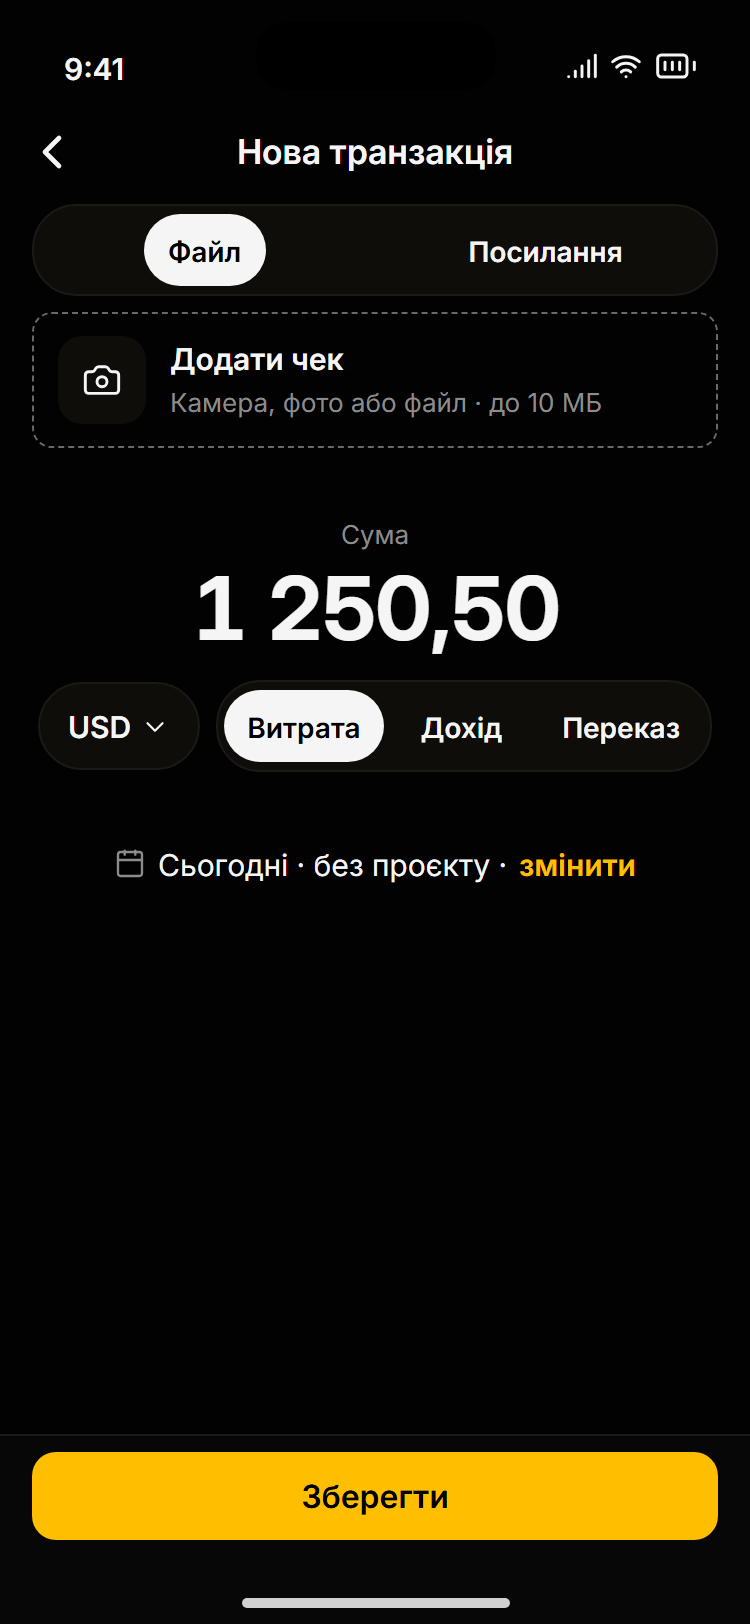 9:41
Нова транзакція
Файл Посилання
Додати чек
Камера, фото або файл · до 10 МБ
Сума
1 250,50
USD Витрата Дохід Переказ
Сьогодні · без проєкту · змінити
Зберегти